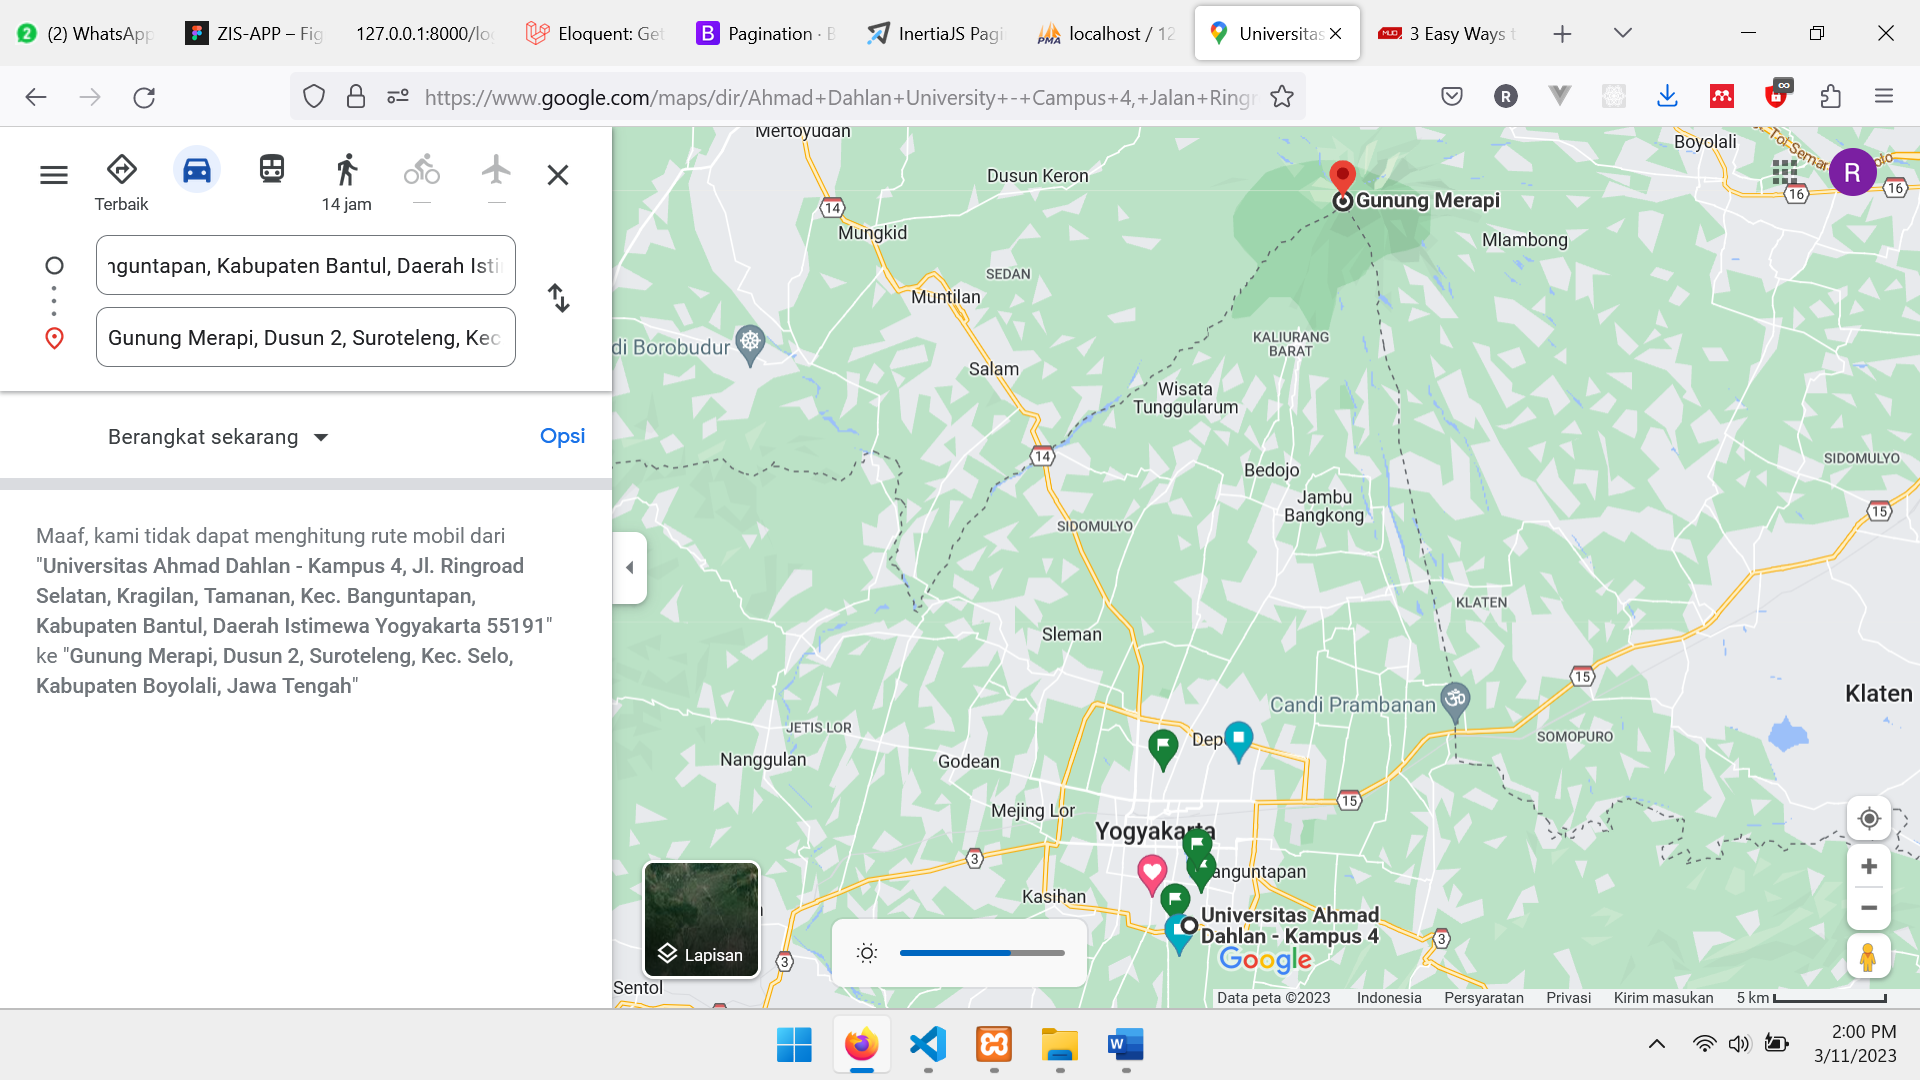 (2) WhatsApp
ZIS-APP – Fig
127.0.0.1:8000/log
Eloquent: Get
Pagination · B
InertiaJS Pagi
localhost / 12
Universitas
3 Easy Ways t
https://www.google.com/maps/dir/Ahmad+Dahlan+University+-+Campus+4,+Jalan+Ringr
Terbaik
14 jam
nguntapan, Kabupaten Bantul, Daerah Isti
Gunung Merapi, Dusun 2, Suroteleng, Kec
Berangkat sekarang
Opsi
Maaf, kami tidak dapat menghitung rute mobil dari
"Universitas Ahmad Dahlan - Kampus 4, Jl. Ringroad
Selatan, Kragilan, Tamanan, Kec. Banguntapan,
Kabupaten Bantul, Daerah Istimewa Yogyakarta 55191"
ke "Gunung Merapi, Dusun 2, Suroteleng, Kec. Selo,
Kabupaten Boyolali, Jawa Tengah"
Mertoyudan
Boyolali
R
Dusun Keron
16
16
14
Gunung Merapi
Mungkid
Mlambong
SEDAN
Muntilan
di Borobudur
KALIURANG
BARAT
Salam
Wisata
Tunggularum
14
Bedojo
SIDOMULYO
Jambu
Bangkong
15
SIDOMULYO
KLATEN
Sleman
15
Klaten
Candi Prambanan
JETIS LOR
Dep
SOMOPURO
Nanggulan
Godean
15
Mejing Lor
Yogyakarta
3
anguntapan
Kasihan
Universitas Ahmad
Dahlan - Kampus 4
3
Lapisan
3
Google
Sentol
Data peta ©2023
Indonesia
Persyaratan
Privasi
Kirim masukan
5 km
2:00 PM
3/11/2023